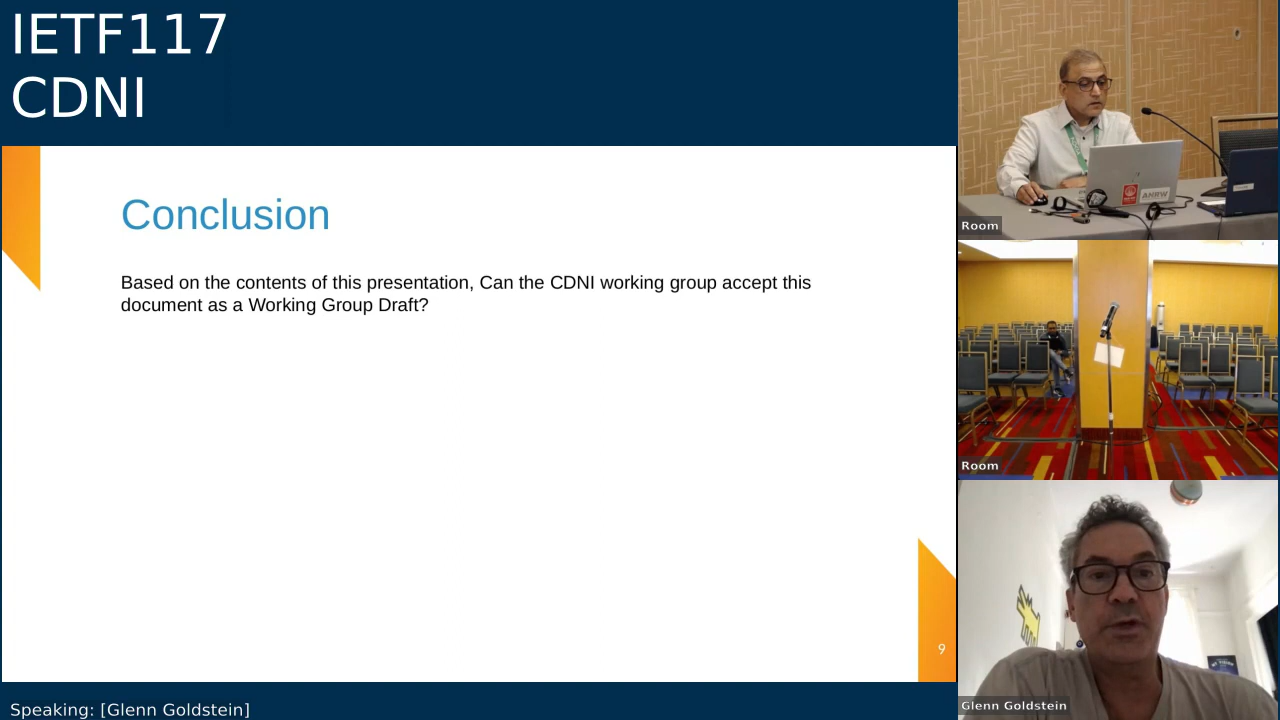 IETF117
CDNI
Conclusion
Based on the contents of this presentation, Can the CDNI working group accept this
document as a Working Group Draft?
9
Speaking: [Glenn Goldstein]
Room
ANRW
Room
Glenn Goldstein